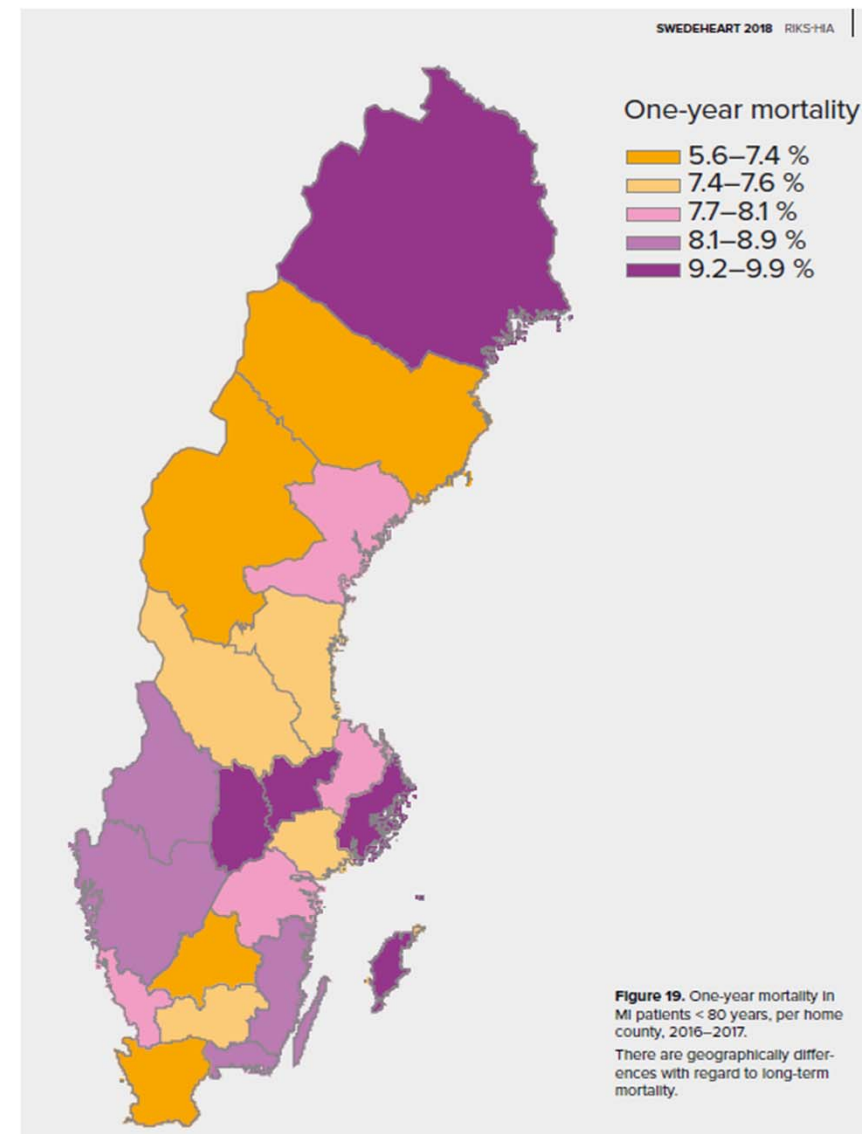 SWEDEHEART 2018 RIKS-HIA
One-year mortality
5.6–7.4 %
7.4–7.6 %
7.7–8.1 %
8.1–8.9 %
9.2–9.9 %
Figure 19. One-year mortality in
MI patients < 80 years, per home
county, 2016–2017.
There are geographically differ-
ences with regard to long-term
mortality.